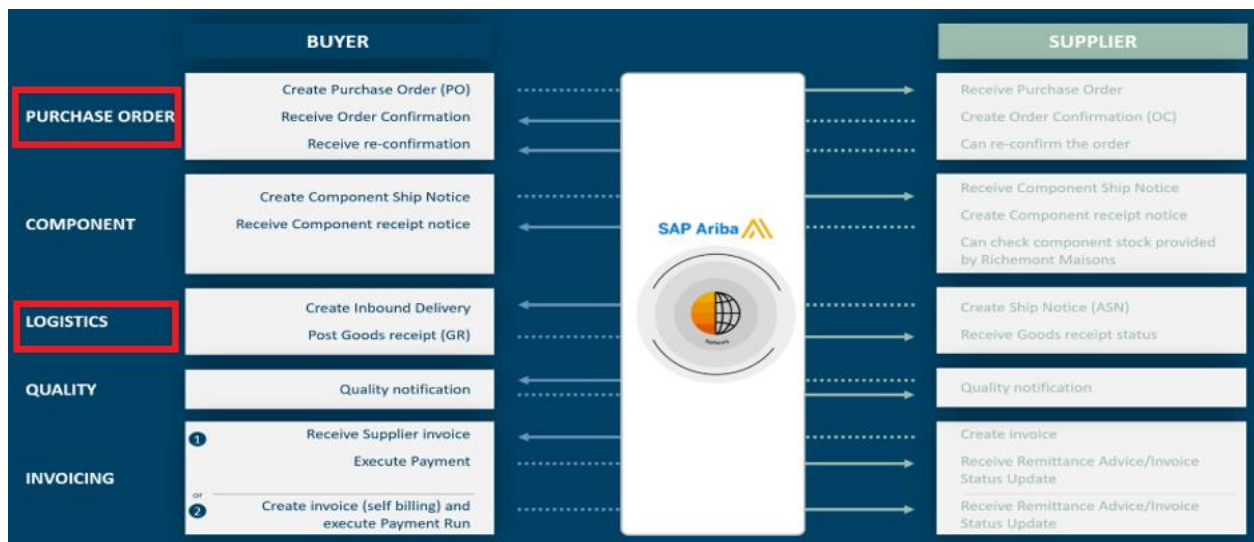 BUYER
SUPPLIER
PURCHASE ORDER
Create Purchase Order (PO)
Receive Order Confirmation
Receive re-confirmation
Receive Purchase Order
Create Order Confirmation (OC)
Can re-confirm the order
COMPONENT
Create Component Ship Notice
Receive Component receipt notice
SAP Ariba
Receive Component Ship Notice
Create Component receipt notice
Can check component stock provided
by Richemont Maisons
LOGISTICS
Create Inbound Delivery
Post Goods receipt (GR)
Network
Create Ship Notice (ASN)
Receive Goods receipt status
QUALITY
Quality notification
Quality notification
INVOICING
1
Receive Supplier invoice
Execute Payment
or
2
Create invoice (self billing) and
execute Payment Run
Create invoice
Receive Remittance Advice/Invoice
Status Update
Receive Remittance Advice/Invoice
Status Update